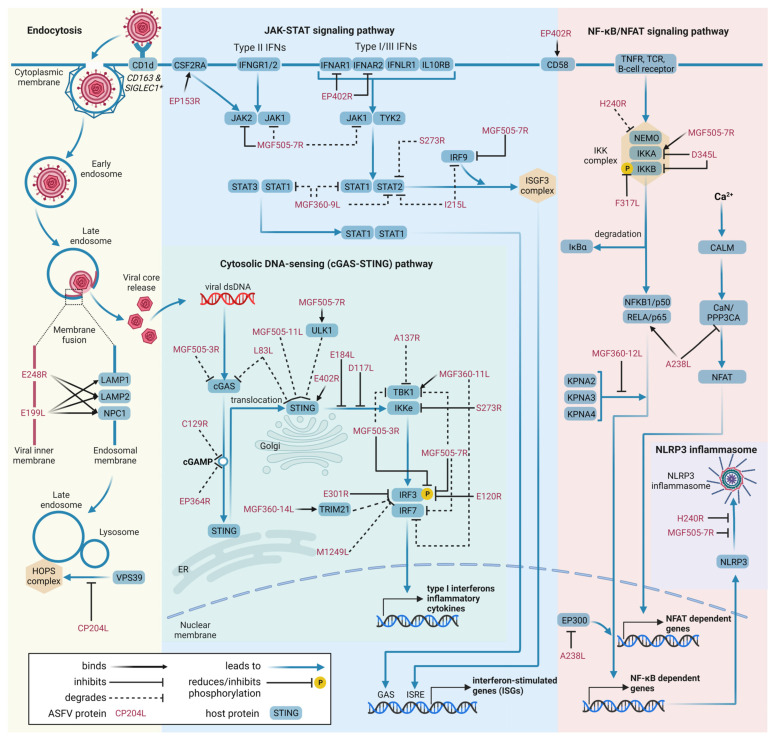 Endocytosis
Cytoplasmic
membrane
CD1d
CD163 &
SIGLEC1*
Early
endosome
Late
endosome
Viral core
release
Membrane
fusion
E248R
E199L
LAMP1
LAMP2
NPC1
Viral inner
membrane
Endosomal
membrane
Late
endosome
Lysosome
HOPS
complex
VPS39
CP204L
JAK-STAT signaling pathway
Type II IFNs
Type I/III IFNs
CSF2RA
IFNGR1/2
IFNAR1
IFNAR2
IFNLR1
IL10RB
EP153R
EP402R
JAK2
JAK1
JAK1
TYK2
MGF505-7R
S273R
MGF505-7R
IRF9
STAT3
STAT1
STAT1
STAT2
ISGF3
complex
MGF360-9L
I215L
STAT1
STAT1
EP402R
CD58
Cytosolic DNA-sensing (cGAS-STING) pathway
viral dsDNA
MGF505-7R
MGF505-11L
ULK1
MGF505-3R
L83L
E184L
A137R
D117L
MGF360-11L
cGAS
E402R
TBK1
translocation
STING
IKKe
S273R
Golgi
C129R
MGF505-3R
MGF505-7R
cGAMP
EP364R
E301R
IRF3
P
E120R
MGF360-14L
TRIM21
IRF7
STING
M1249L
ER
type I interferons
inflammatory
cytokines
Nuclear
membrane
NF-κB/NFAT signaling pathway
TNFR, TCR,
B-cell receptor
H240R
NEMO
MGF505-7R
IKK
complex
IKKA
D345L
P
IKKB
F317L
Ca²⁺
degradation
IκBα
CALM
NFKB1/p50
RELA/p65
CaN/
PPP3CA
MGF360-12L
A238L
NFAT
KPNA2
KPNA3
KPNA4
NLRP3 inflammasome
NLRP3
inflammasome
H240R
MGF505-7R
NLRP3
EP300
NFAT dependent
genes
A238L
NF-κB dependent
genes
GAS
ISRE
interferon-stimulated
genes (ISGs)
binds
leads to
inhibits
reduces/inhibits
phosphorylation
P
degrades
ASFV protein
CP204L
host protein
STING